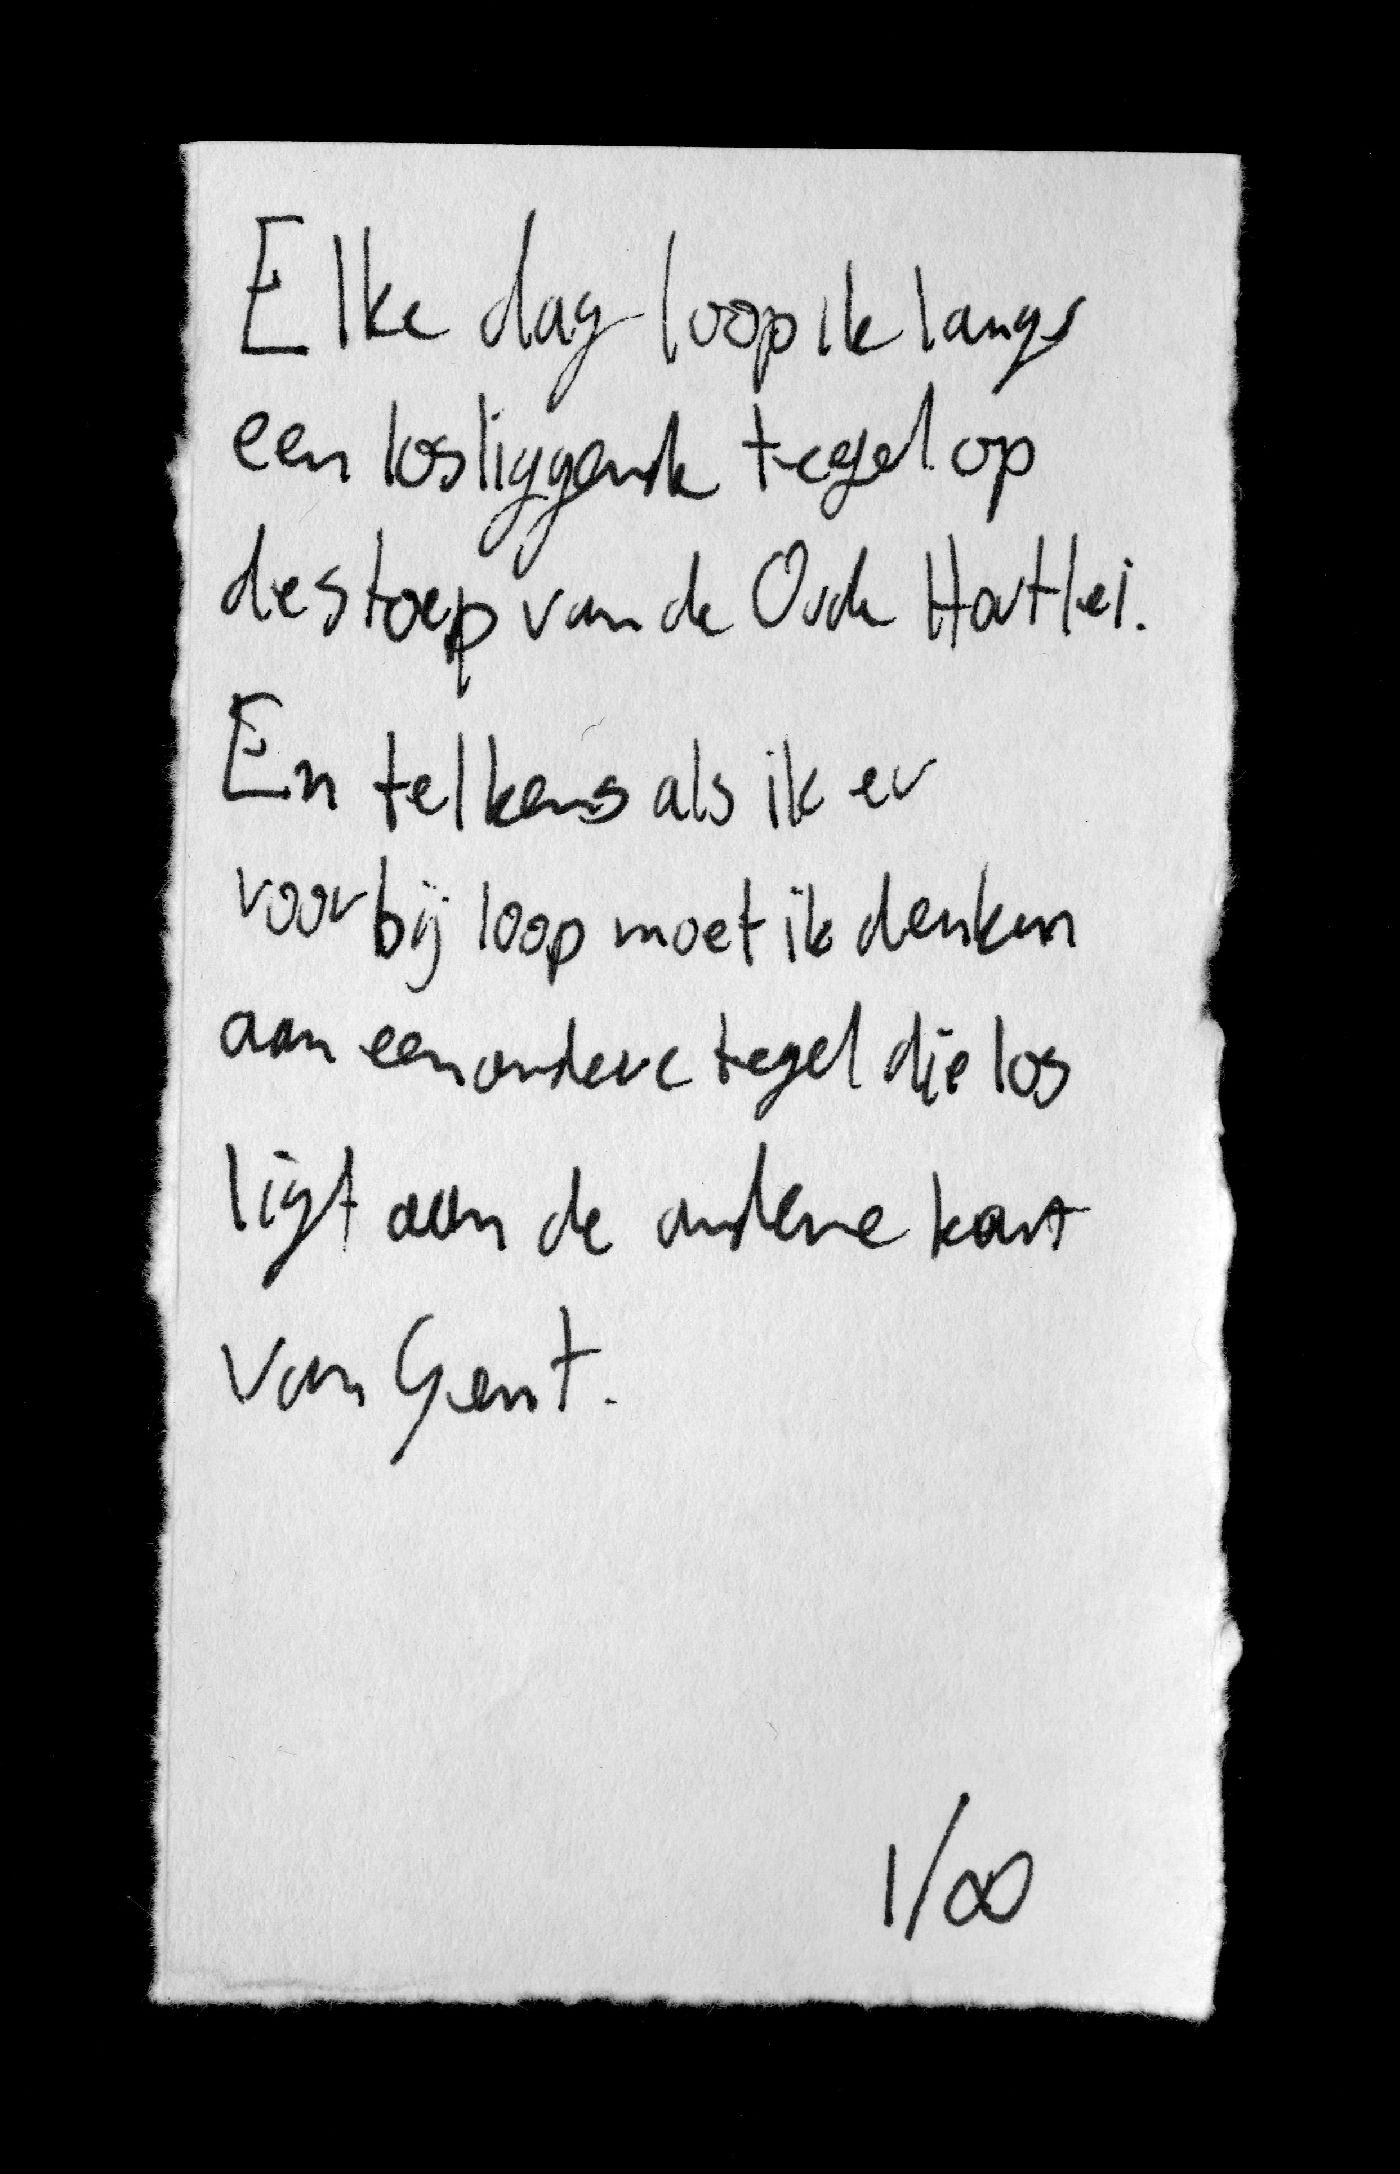 Elke dag loop ik langs
een losliggende tegel op
de stoep van de Oude Houtlei.
En telkens als ik er
voorbij loop moet ik denken
aan een andere tegel die los
ligt aan de andere kant
van Gent.
1/∞